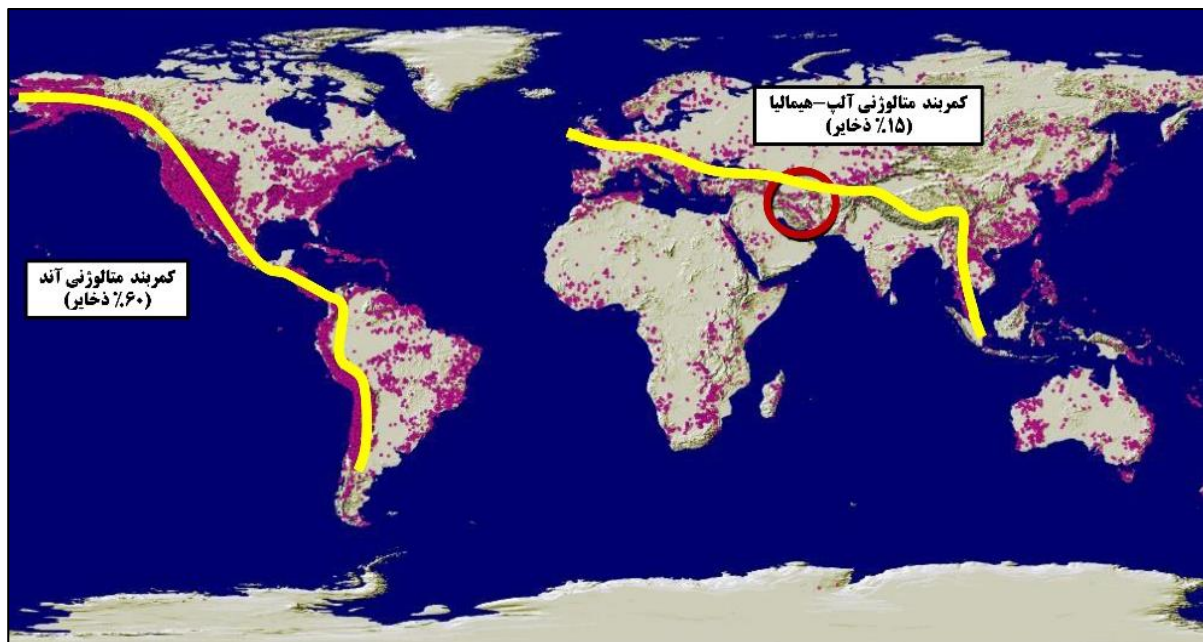 کمربند متالوژنی آلپ-هیمالیا
(۱۵٪ ذخایر)
کمربند متالوژنی آند
(۶۰٪ ذخایر)